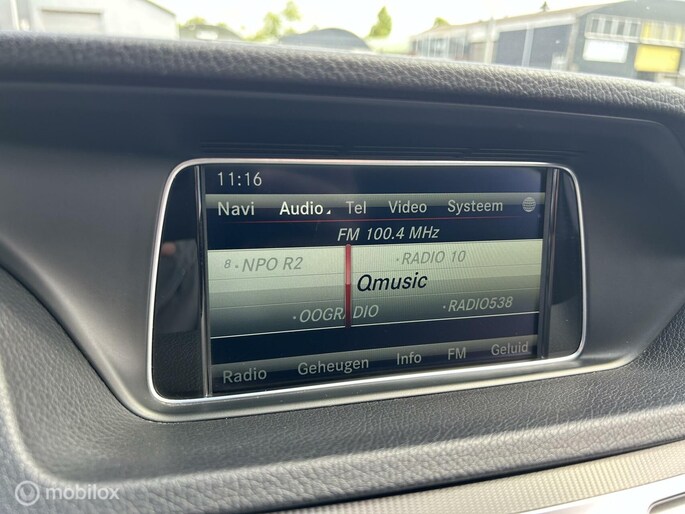 11:16
Navi Audio Tel Video Systeem
FM 100.4 MHz
8 · NPO R2 · RADIO 10
Qmusic
· OOGRADIO · RADIO538
Radio Geheugen Info FM Geluid
mobilox